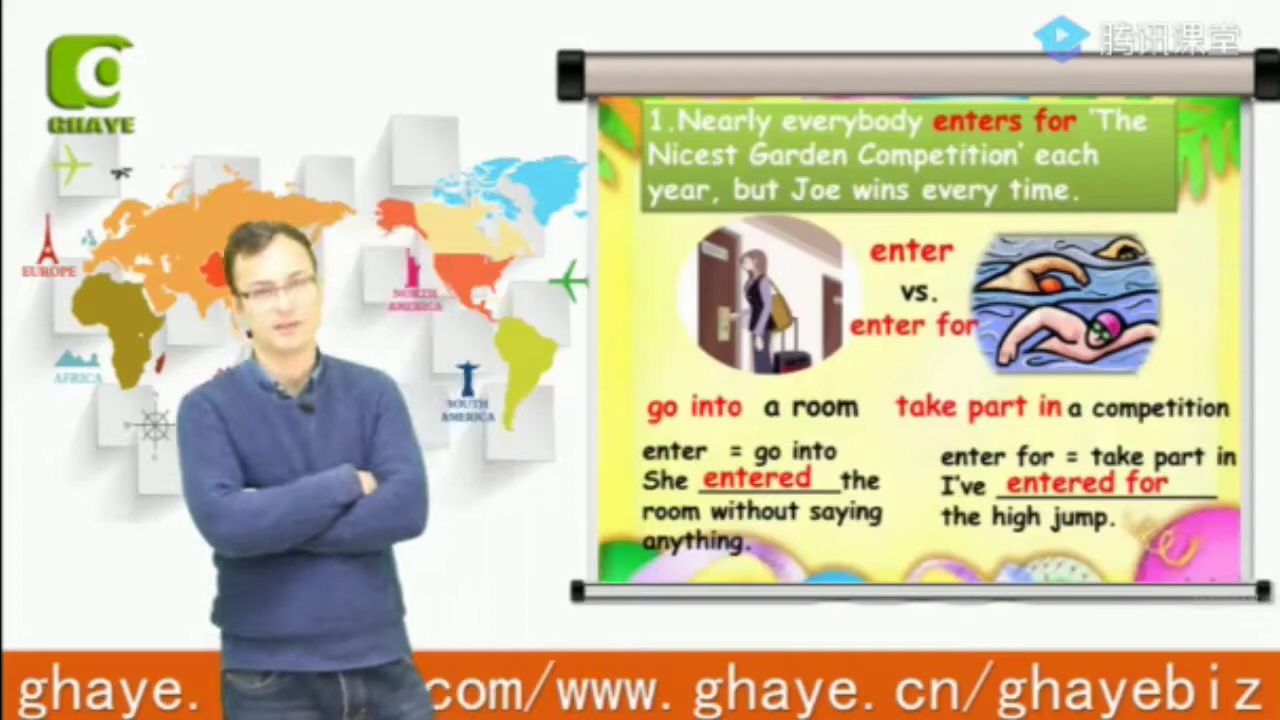 腾讯课堂
GHAYE
1.Nearly everybody enters for 'The
Nicest Garden Competition' each
year, but Joe wins every time.
EUROPE
NORTH
AMERICA
AFRICA
SOUTH
AMERICA
enter
vs.
enter for
go into a room
take part in a competition
enter = go into
She entered the
room without saying
anything.
enter for = take part in
I've entered for
the high jump.
ghaye. com/www.ghaye.cn/ghayebiz